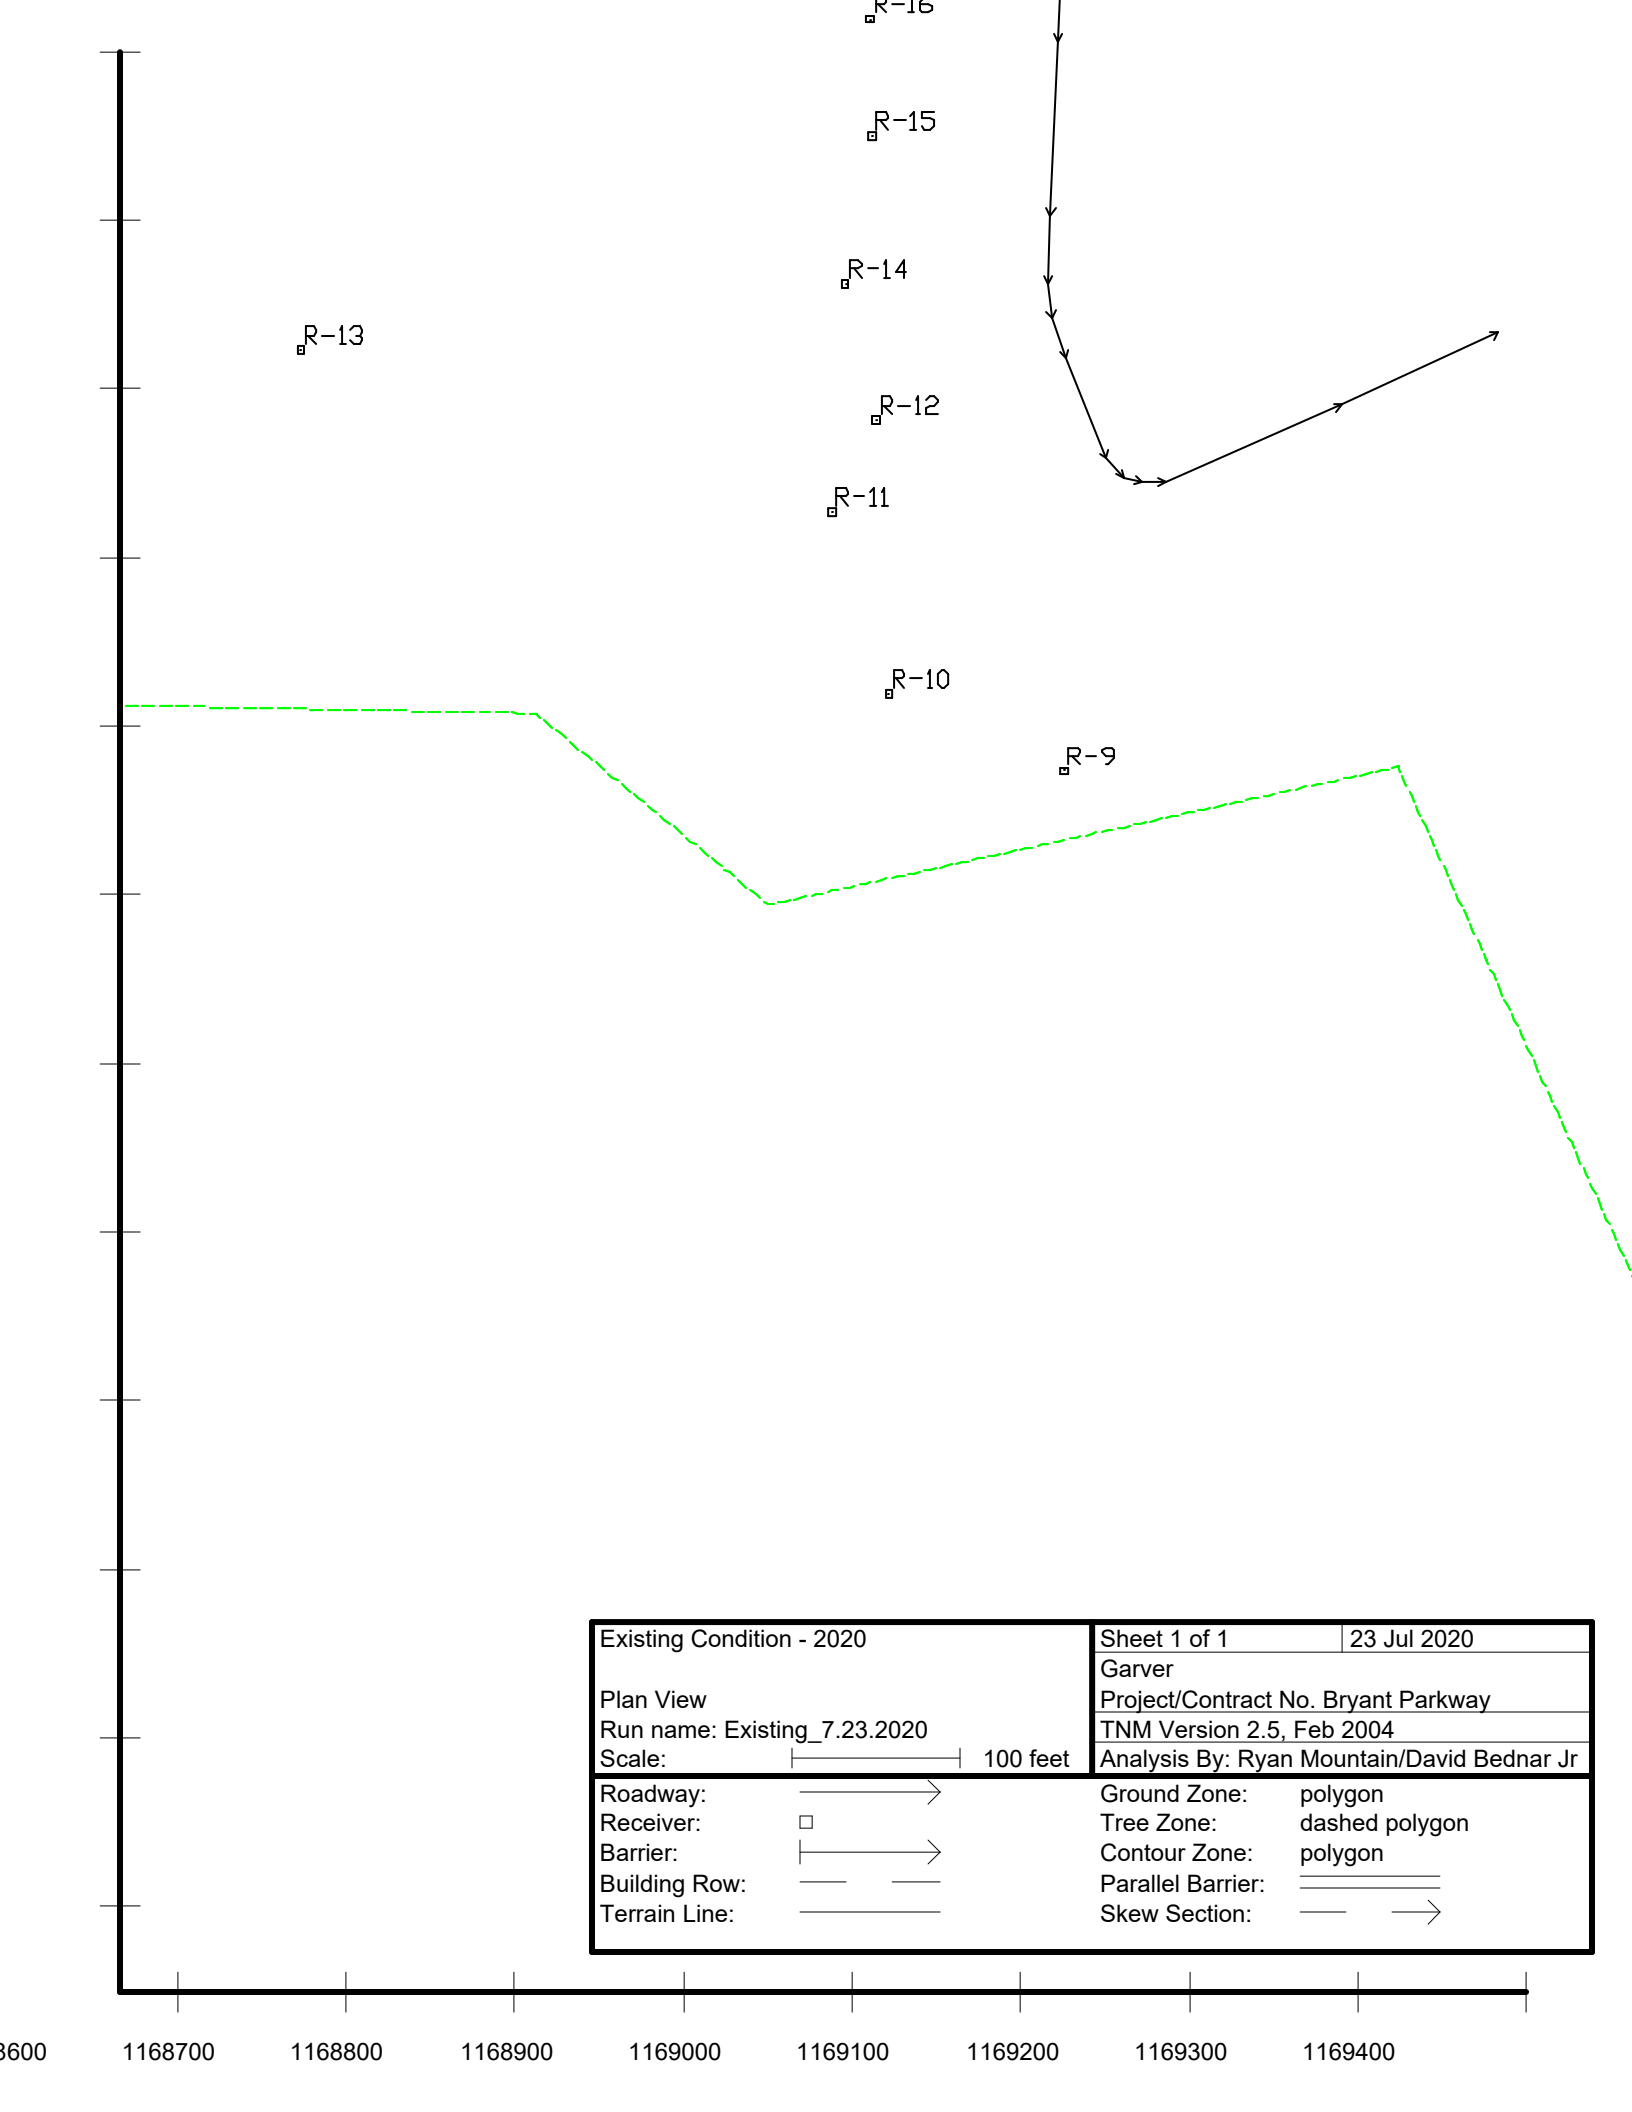 R-16
R-15
R-14
R-13
R-12
R-11
R-10
R-9
Existing Condition - 2020
Sheet 1 of 1
23 Jul 2020
Garver
Plan View
Project/Contract No. Bryant Parkway
Run name: Existing_7.23.2020
TNM Version 2.5, Feb 2004
Scale:
100 feet
Analysis By: Ryan Mountain/David Bednar Jr
Roadway:
Ground Zone:
polygon
Receiver:
Tree Zone:
dashed polygon
Barrier:
Contour Zone:
polygon
Building Row:
Parallel Barrier:
Terrain Line:
Skew Section:
3600
1168700
1168800
1168900
1169000
1169100
1169200
1169300
1169400